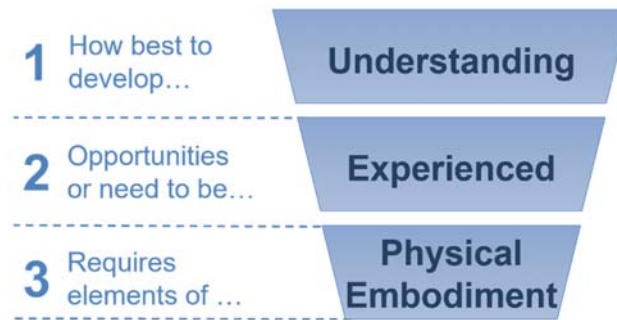 1
How best to
develop...
Understanding
2
Opportunities
or need to be...
Experienced
3
Requires
elements of ...
Physical
Embodiment